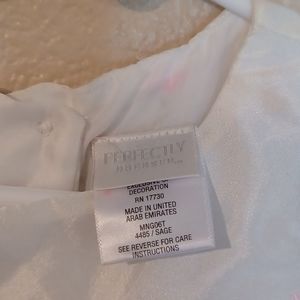 PERFECTLY
DRESSED
EXCLUSIVE OF
DECORATION
RN 17730
MADE IN UNITED
ARAB EMIRATES
MNG06T
4485 / SAGE
SEE REVERSE FOR CARE
INSTRUCTIONS